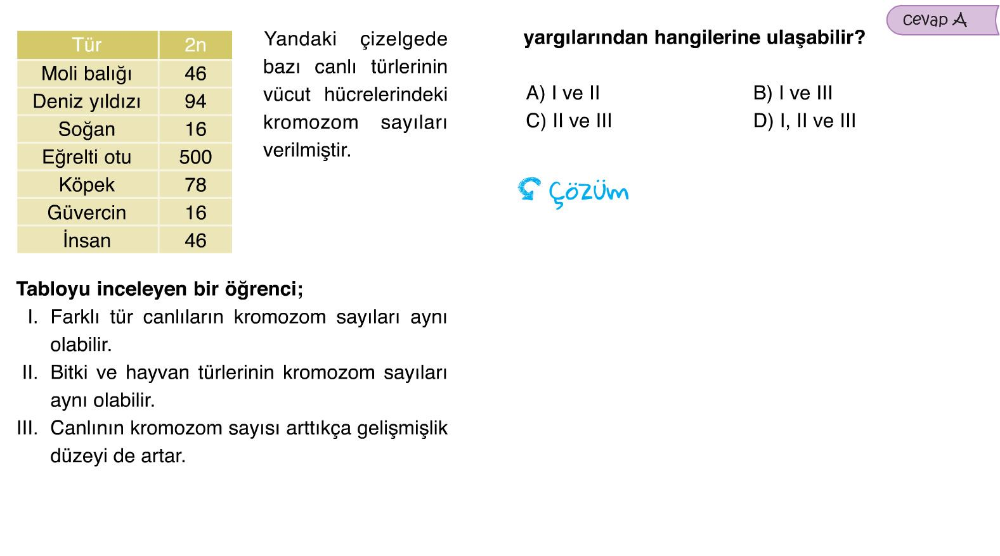 Tür 2n
Moli balığı 46
Deniz yıldızı 94
Soğan 16
Eğrelti otu 500
Köpek 78
Güvercin 16
İnsan 46
Yandaki çizelgede
bazı canlı türlerinin
vücut hücrelerindeki
kromozom sayıları
verilmiştir.
Tabloyu inceleyen bir öğrenci;
I. Farklı tür canlıların kromozom sayıları aynı
olabilir.
II. Bitki ve hayvan türlerinin kromozom sayıları
aynı olabilir.
III. Canlının kromozom sayısı arttıkça gelişmişlik
düzeyi de artar.
yargılarından hangilerine ulaşabilir?
cevap A
A) I ve II B) I ve III
C) II ve III D) I, II ve III
Çözüm